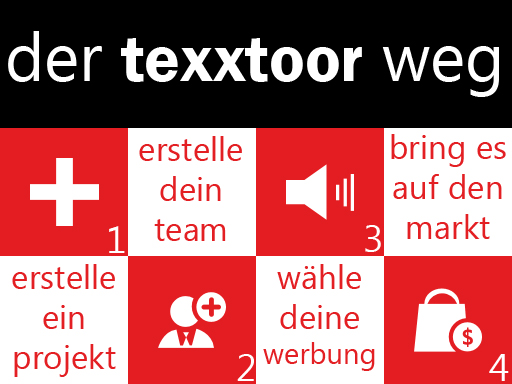 der texxtoor weg
1
erstelle
dein
team
3
bring es
auf den
markt
erstelle
ein
projekt
2
wähle
deine
werbung
$
4